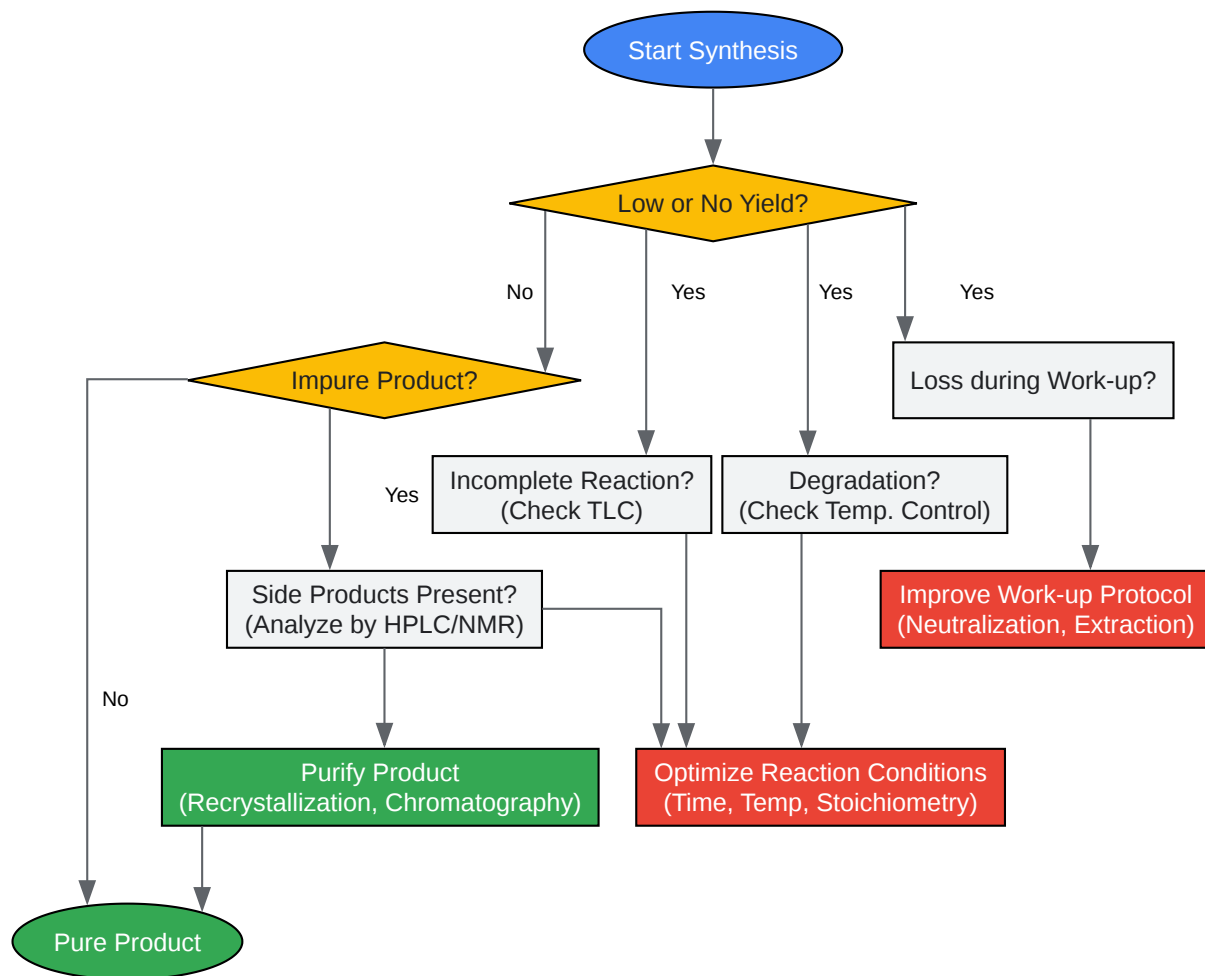 Start Synthesis
Low or No Yield?
No
Yes
Yes
Yes
Impure Product?
Loss during Work-up?
Yes
Incomplete Reaction?
(Check TLC)
Degradation?
(Check Temp. Control)
Side Products Present?
(Analyze by HPLC/NMR)
Improve Work-up Protocol
(Neutralization, Extraction)
No
Purify Product
(Recrystallization, Chromatography)
Optimize Reaction Conditions
(Time, Temp, Stoichiometry)
Pure Product